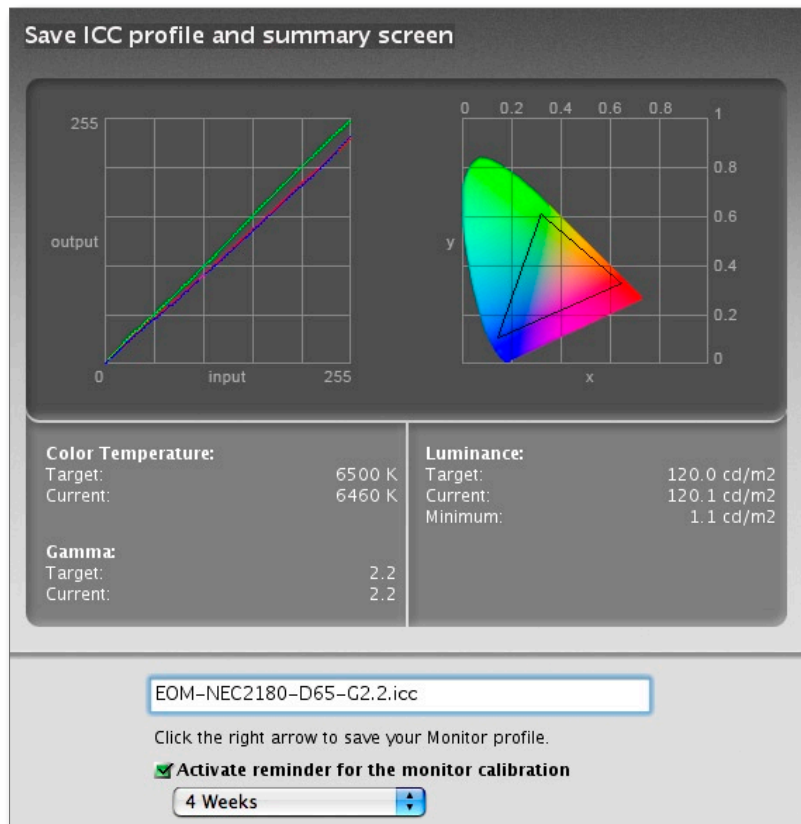 Save ICC profile and summary screen
255
output
0
input
255
0 0.2 0.4 0.6 0.8
1
0.8
0.6
y
0.4
0.2
0
x
Color Temperature:
Target: 6500 K
Current: 6460 K
Gamma:
Target: 2.2
Current: 2.2
Luminance:
Target: 120.0 cd/m2
Current: 120.1 cd/m2
Minimum: 1.1 cd/m2
EOM-NEC2180-D65-G2.2.icc
Click the right arrow to save your Monitor profile.
Activate reminder for the monitor calibration
4 Weeks